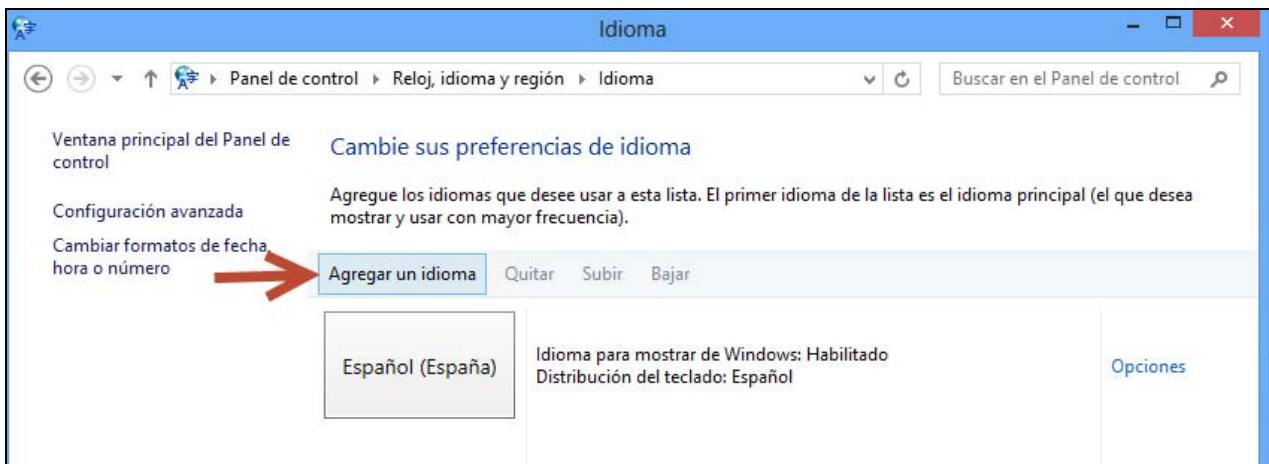 Idioma
Panel de control Reloj, idioma y región Idioma
Buscar en el Panel de control
Ventana principal del Panel de
control
Configuración avanzada
Cambiar formatos de fecha,
hora o número
Cambie sus preferencias de idioma
Agregue los idiomas que desee usar a esta lista. El primer idioma de la lista es el idioma principal (el que desea
mostrar y usar con mayor frecuencia).
Agregar un idioma Quitar Subir Bajar
Español (España)
Idioma para mostrar de Windows: Habilitado
Distribución del teclado: Español
Opciones